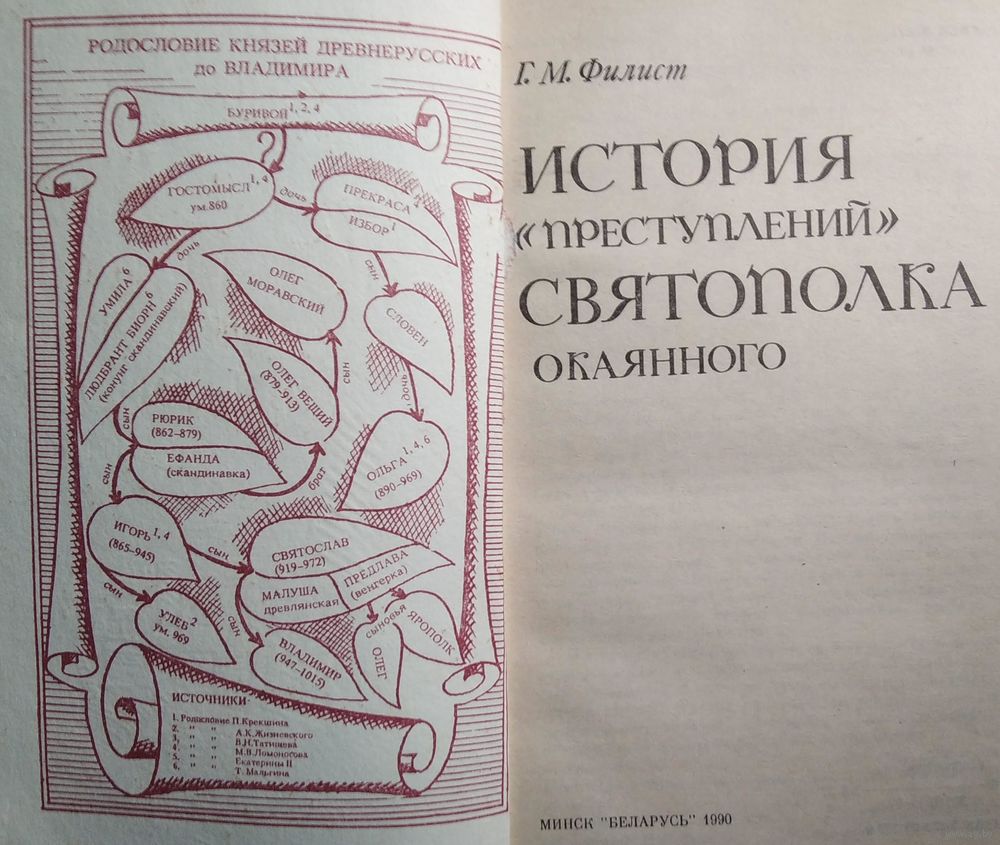 РОДОСЛОВИЕ КНЯЗЕЙ ДРЕВНЕРУССКИХ
до ВЛАДИМИРА
БУРИВОЙ 1, 2, 4
?
ГОСТОМЫСЛ 1, 4
ум.860
дочь
ПРЕКРАСА 4
ИЗБОР 1
дочь
сын
УМИЛА 6
ЛЮДБРАНТ БИОРН 6
(конунг скандинавский)
ОЛЕГ
МОРАВСКИЙ
СЛОВЕН
ОЛЕГ ВЕЩИЙ
(879–913)
сын
дочь
сын
РЮРИК
(862–879)
ЕФАНДА
(скандинавка)
брат
ОЛЬГА 1, 4, 6
(890–969)
сын
ИГОРЬ 1, 4
(865–945)
сын
СВЯТОСЛАВ
(919–972)
МАЛУША
древлянская
ПРЕДЛАВА
(венгерка)
сын
УЛЕБ 2
ум. 969
сын
ВЛАДИМИР
(947–1015)
сыновья
ОЛЕГ
ЯРОПОЛК
ИСТОЧНИКИ
1. Родословие П.Крекшина
2. " " А.К.Жизневского
3. " " В.Н.Татищева
4. " " М.В.Ломоносова
5. " " Екатерины II
6. " " Т.Мальгина
Г. М. Филист
ИСТОРИЯ
«ПРЕСТУПЛЕНИЙ»
СВЯТОПОЛКА
ОКАЯННОГО
МИНСК "БЕЛАРУСЬ" 1990